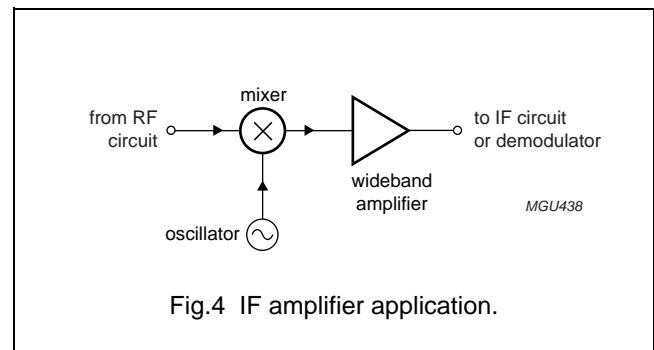 mixer
from RF
circuit
to IF circuit
or demodulator
wideband
amplifier
oscillator
MGU438
Fig.4 IF amplifier application.